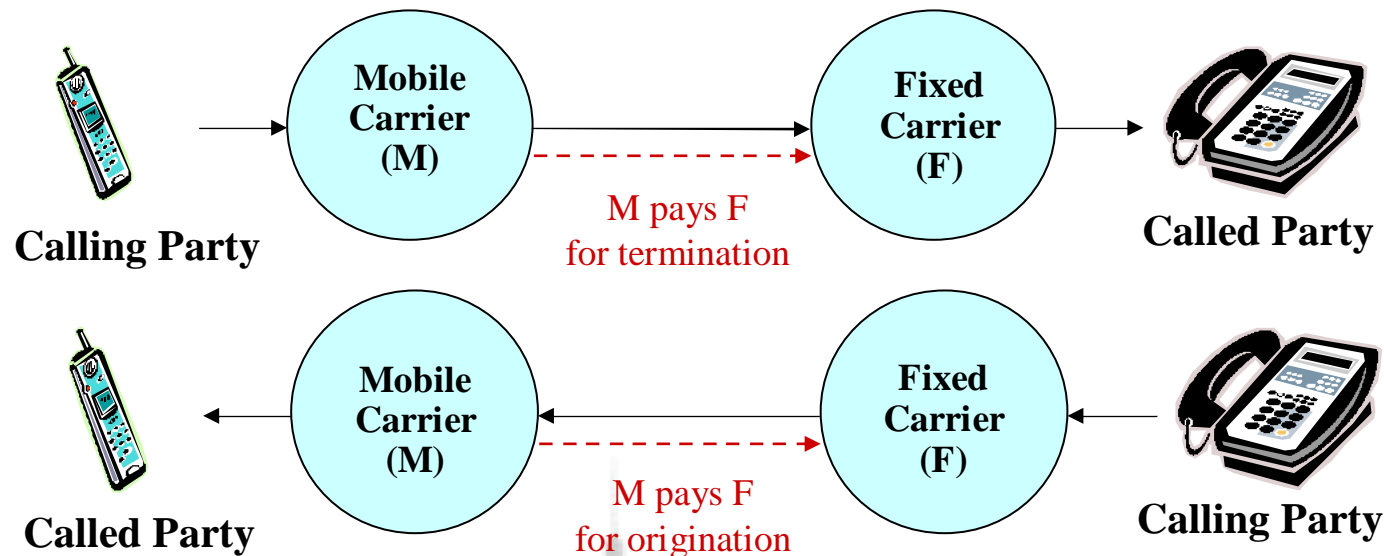 Mobile
Carrier
(M)
Fixed
Carrier
(F)
M pays F
for termination
Calling Party
Called Party
Mobile
Carrier
(M)
Fixed
Carrier
(F)
M pays F
for origination
Called Party
Calling Party